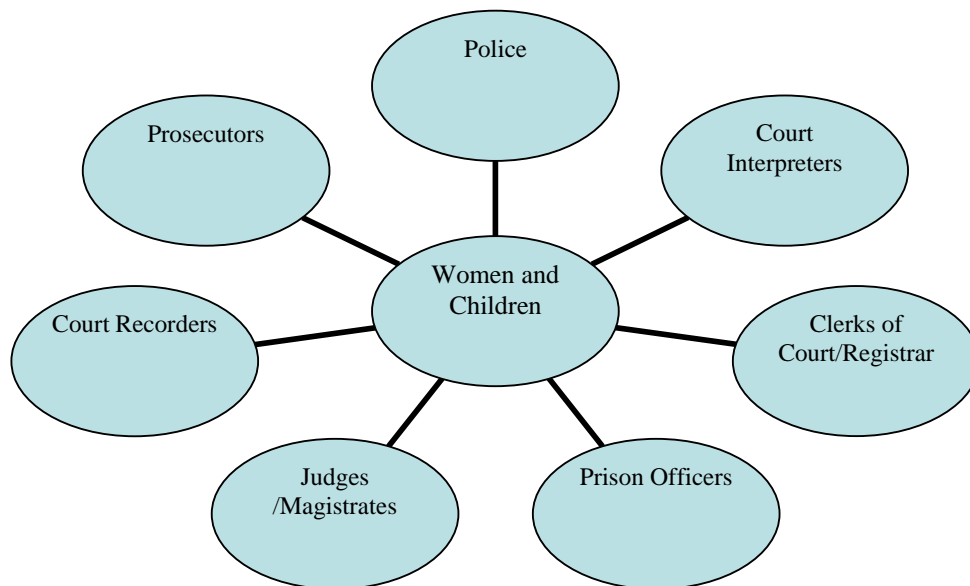 Police
Prosecutors
Court
Interpreters
Women and
Children
Court Recorders
Clerks of
Court/Registrar
Judges
/Magistrates
Prison Officers